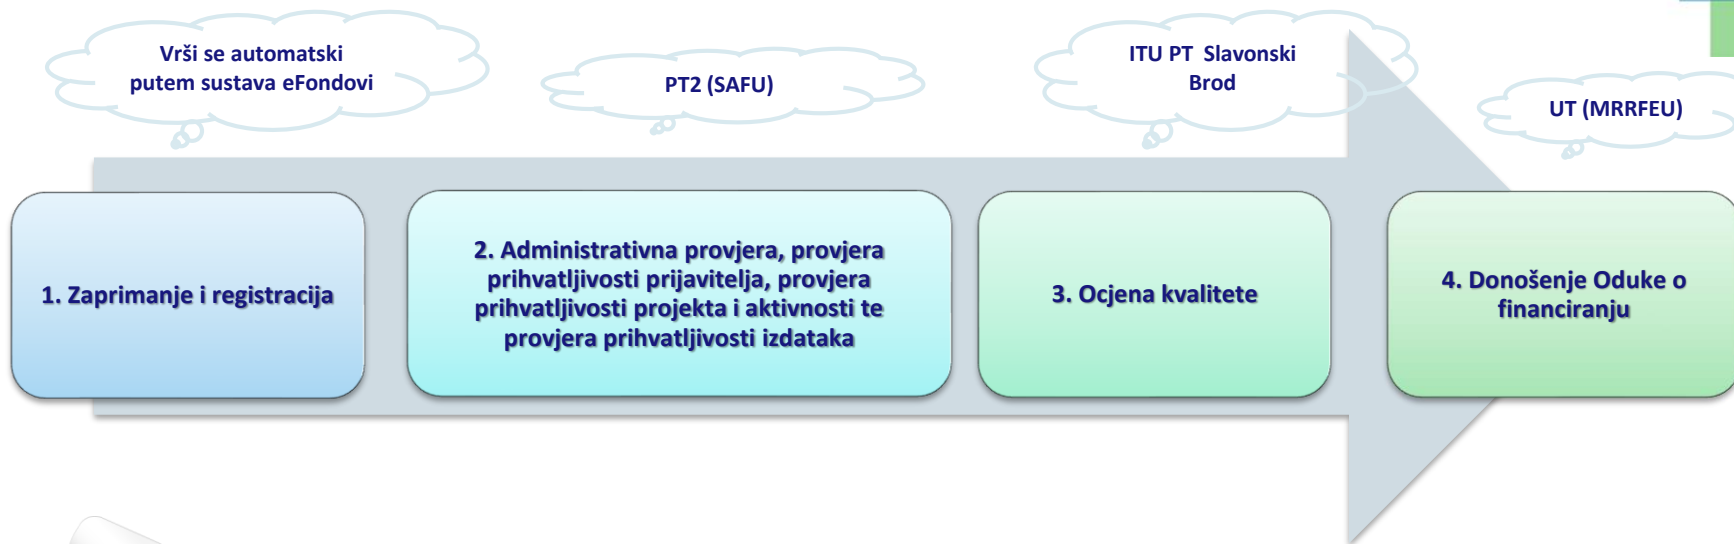 Vrši se automatski
putem sustava eFondovi
PT2 (SAFU)
ITU PT Slavonski
Brod
UT (MRRFEU)
1. Zaprimanje i registracija
2. Administrativna provjera, provjera
prihvatljivosti prijavitelja, provjera
prihvatljivosti projekta i aktivnosti te
provjera prihvatljivosti izdataka
3. Ocjena kvalitete
4. Donošenje Oduke o
financiranju